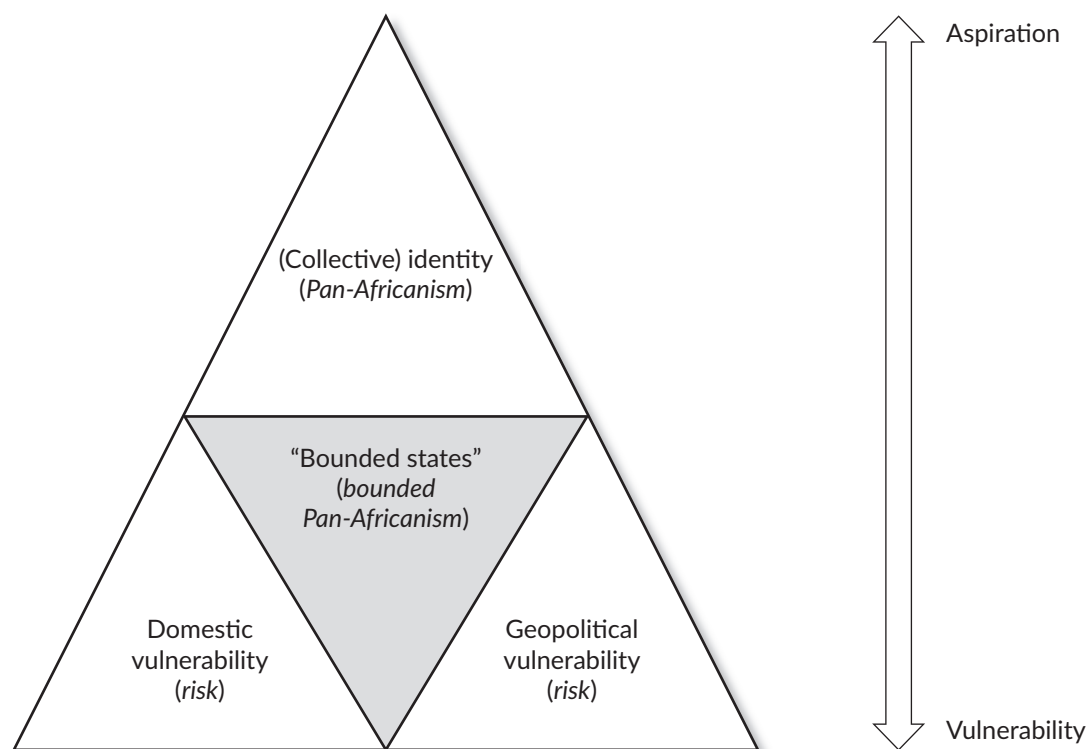 Aspiration
(Collective) identity
(Pan-Africanism)
“Bounded states”
(bounded
Pan-Africanism)
Domestic
vulnerability
(risk)
Geopolitical
vulnerability
(risk)
Vulnerability